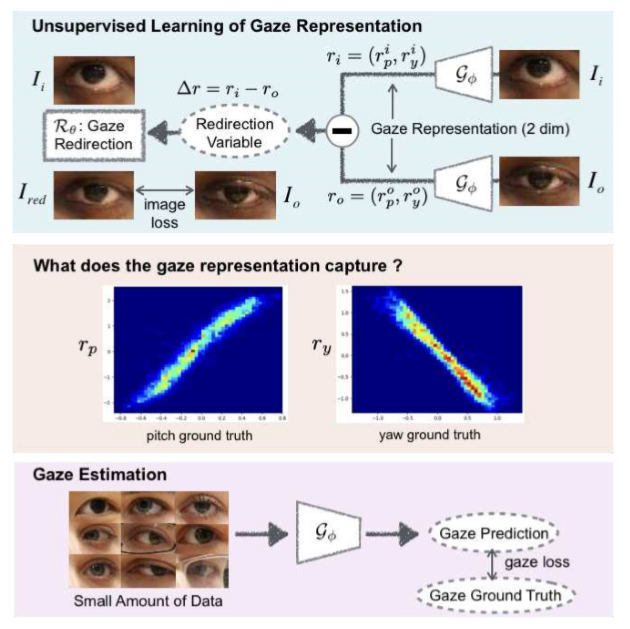 Unsupervised Learning of Gaze Representation
I_i
Δr = r_i − r_o
r_i = (r_p^i, r_y^i)
G_ϕ
I_i
R_θ: Gaze
Redirection
Redirection
Variable
Gaze Representation (2 dim)
I_red
image
loss
I_o
r_o = (r_p^o, r_y^o)
G_ϕ
I_o
What does the gaze representation capture ?
r_p
pitch ground truth
r_y
yaw ground truth
Gaze Estimation
Small Amount of Data
G_ϕ
Gaze Prediction
gaze loss
Gaze Ground Truth